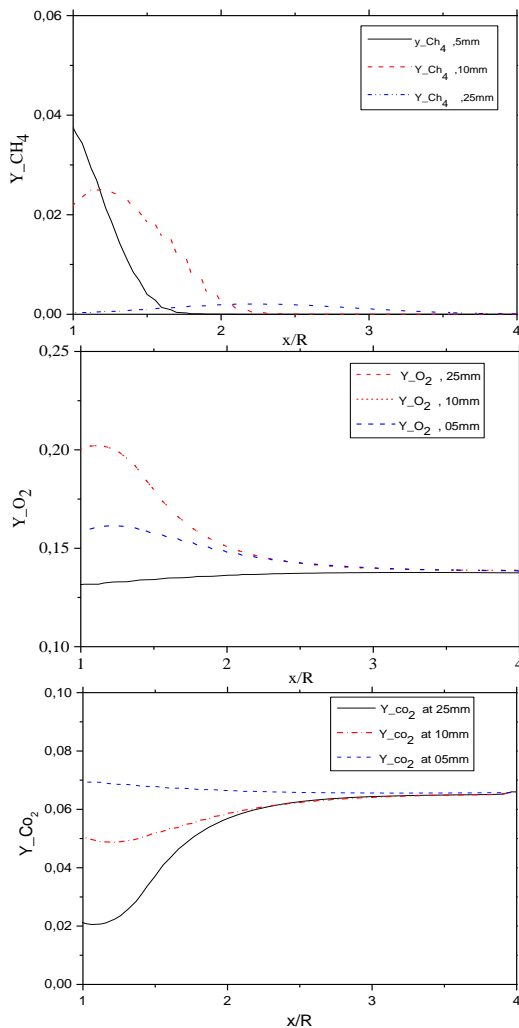 0,06
y_Ch4 ,5mm
Y_Ch4 ,10mm
Y_Ch4 ,25mm
0,04
Y_CH4
0,02
0,00
1 2 3 4
x/R
0,25
Y_O2 , 25mm
Y_O2 , 10mm
Y_O2 , 05mm
0,20
Y_O2
0,15
0,10
1 2 3 4
x/R
0,10
Y_co2 at 25mm
Y_co2 at 10mm
Y_co2 at 05mm
0,08
0,06
Y_Co2
0,04
0,02
0,00
1 2 3 4
x/R